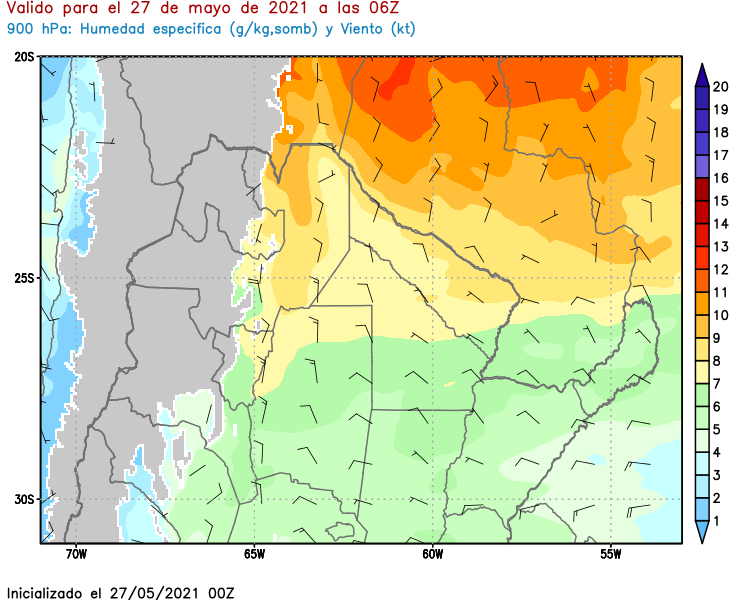 Valido para el 27 de mayo de 2021 a las 06Z
900 hPa: Humedad especifica (g/kg,somb) y Viento (kt)
20S
25S
30S
70W
65W
60W
55W
20
19
18
17
16
15
14
13
12
11
10
9
8
7
6
5
4
3
2
1
Inicializado el 27/05/2021 00Z